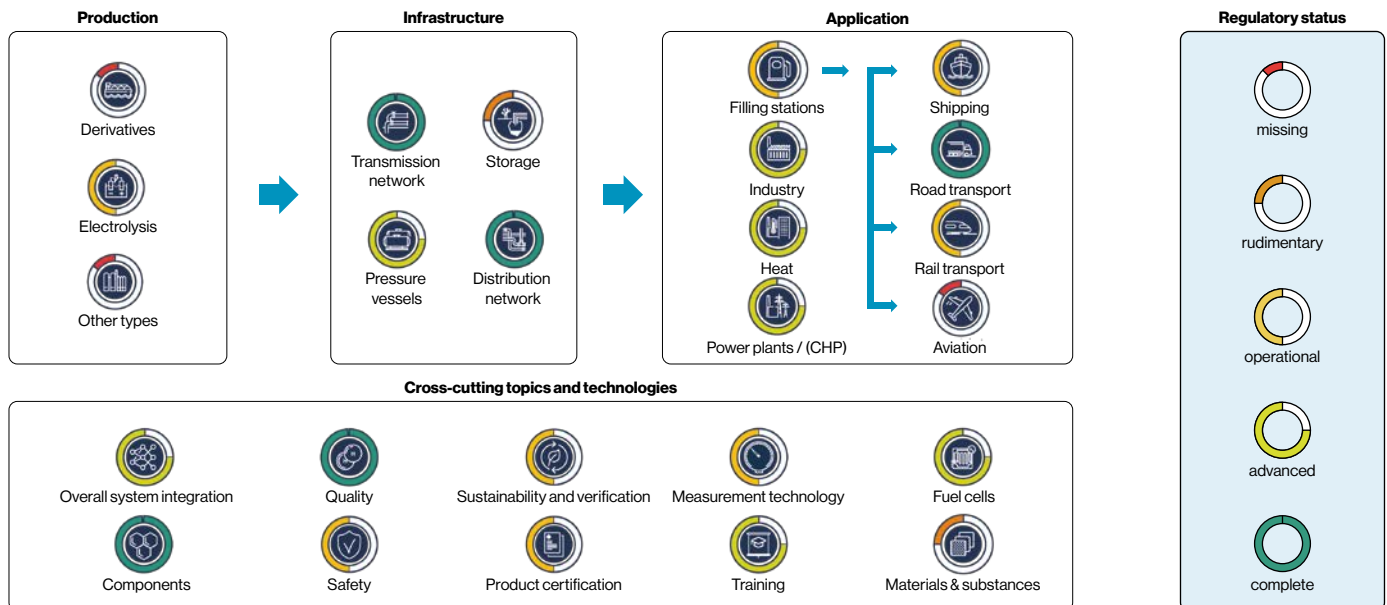 Production
Derivatives
Electrolysis
Other types
Infrastructure
Transmission
network
Storage
Pressure
vessels
Distribution
network
Application
Filling stations
Shipping
Industry
Road transport
Heat
Rail transport
Power plants / (CHP)
Aviation
Regulatory status
missing
rudimentary
operational
advanced
complete
Cross-cutting topics and technologies
Overall system integration
Quality
Sustainability and verification
Measurement technology
Fuel cells
Components
Safety
Product certification
Training
Materials & substances